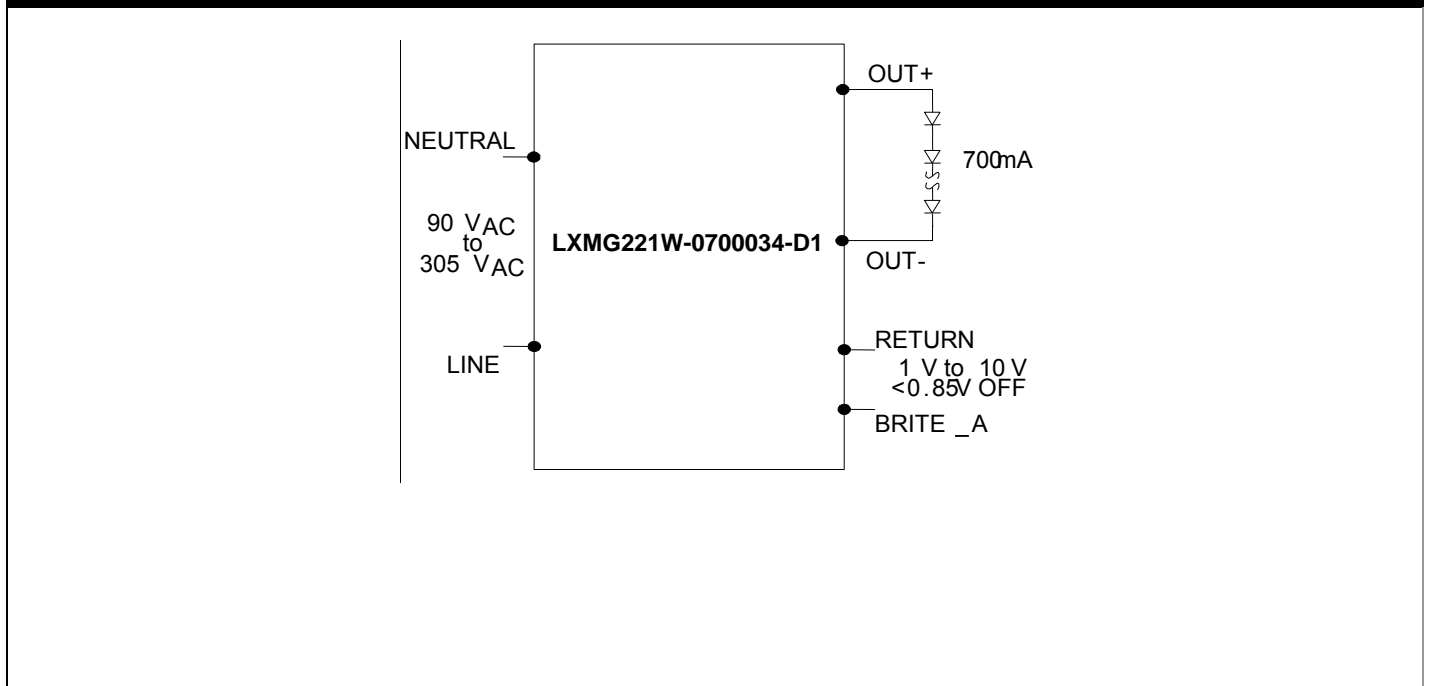 OUT+
NEUTRAL
700mA
90 VAC
to
305 VAC
LXMG221W-0700034-D1
OUT-
RETURN
1 V to 10 V
<0.85V OFF
LINE
BRITE _A